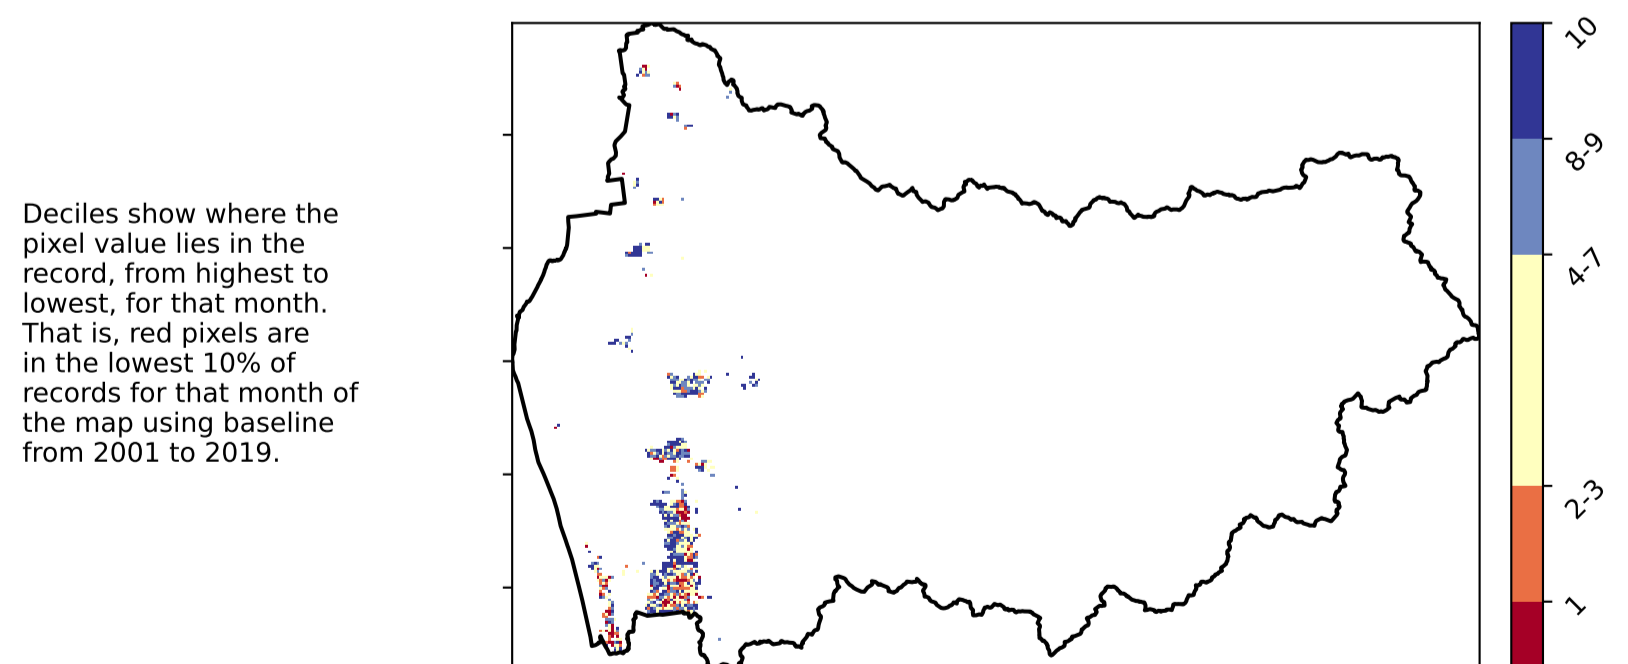 Deciles show where the
pixel value lies in the
record, from highest to
lowest, for that month.
That is, red pixels are
in the lowest 10% of
records for that month of
the map using baseline
from 2001 to 2019.
10
8-9
4-7
2-3
1